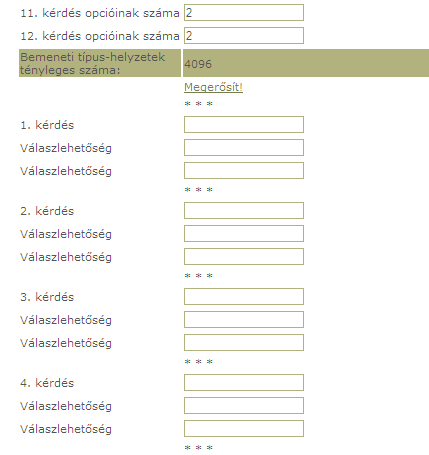 11. kérdés opcióinak száma 2
12. kérdés opcióinak száma 2
Bemeneti típus-helyzetek
tényleges száma: 4096
Megerősít!
* * *
1. kérdés
Válaszlehetőség
Válaszlehetőség
* * *
2. kérdés
Válaszlehetőség
Válaszlehetőség
* * *
3. kérdés
Válaszlehetőség
Válaszlehetőség
* * *
4. kérdés
Válaszlehetőség
Válaszlehetőség
* * *